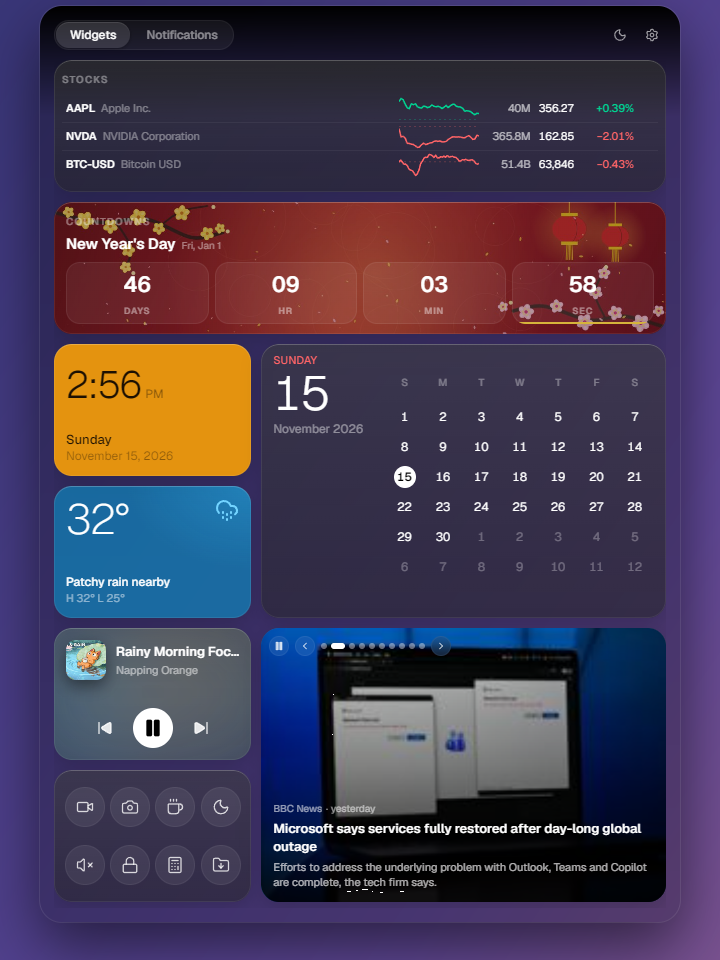 Widgets Notifications
STOCKS
AAPL Apple Inc. 40M 356.27 +0.39%
NVDA NVIDIA Corporation 365.8M 162.85 −2.01%
BTC-USD Bitcoin USD 51.4B 63,846 −0.43%
COUNTDOWNS
New Year's Day Fri, Jan 1
46 09 03 58
DAYS HR MIN SEC
2:56 PM
Sunday
November 15, 2026
SUNDAY
15
November 2026
S M T W T F S
1 2 3 4 5 6 7
8 9 10 11 12 13 14
15 16 17 18 19 20 21
22 23 24 25 26 27 28
29 30 1 2 3 4 5
6 7 8 9 10 11 12
32°
Patchy rain nearby
H 32° L 25°
Rainy Morning Foc...
Napping Orange
BBC News · yesterday
Microsoft says services fully restored after day-long global
outage
Efforts to address the underlying problem with Outlook, Teams and Copilot
are complete, the tech firm says.